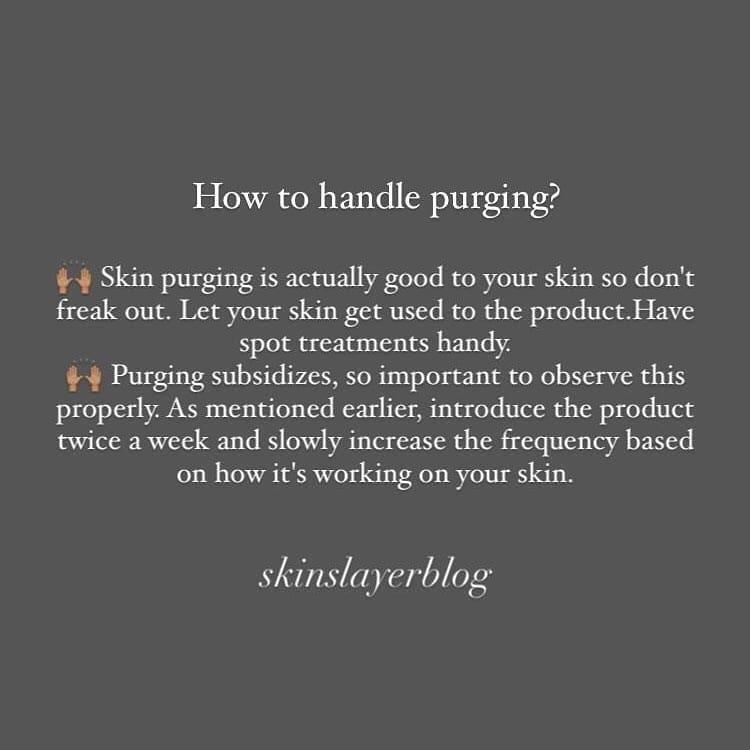 How to handle purging?
🙌🏽 Skin purging is actually good to your skin so don't
freak out. Let your skin get used to the product.Have
spot treatments handy.
🙌🏽 Purging subsidizes, so important to observe this
properly. As mentioned earlier, introduce the product
twice a week and slowly increase the frequency based
on how it's working on your skin.
skinslayerblog